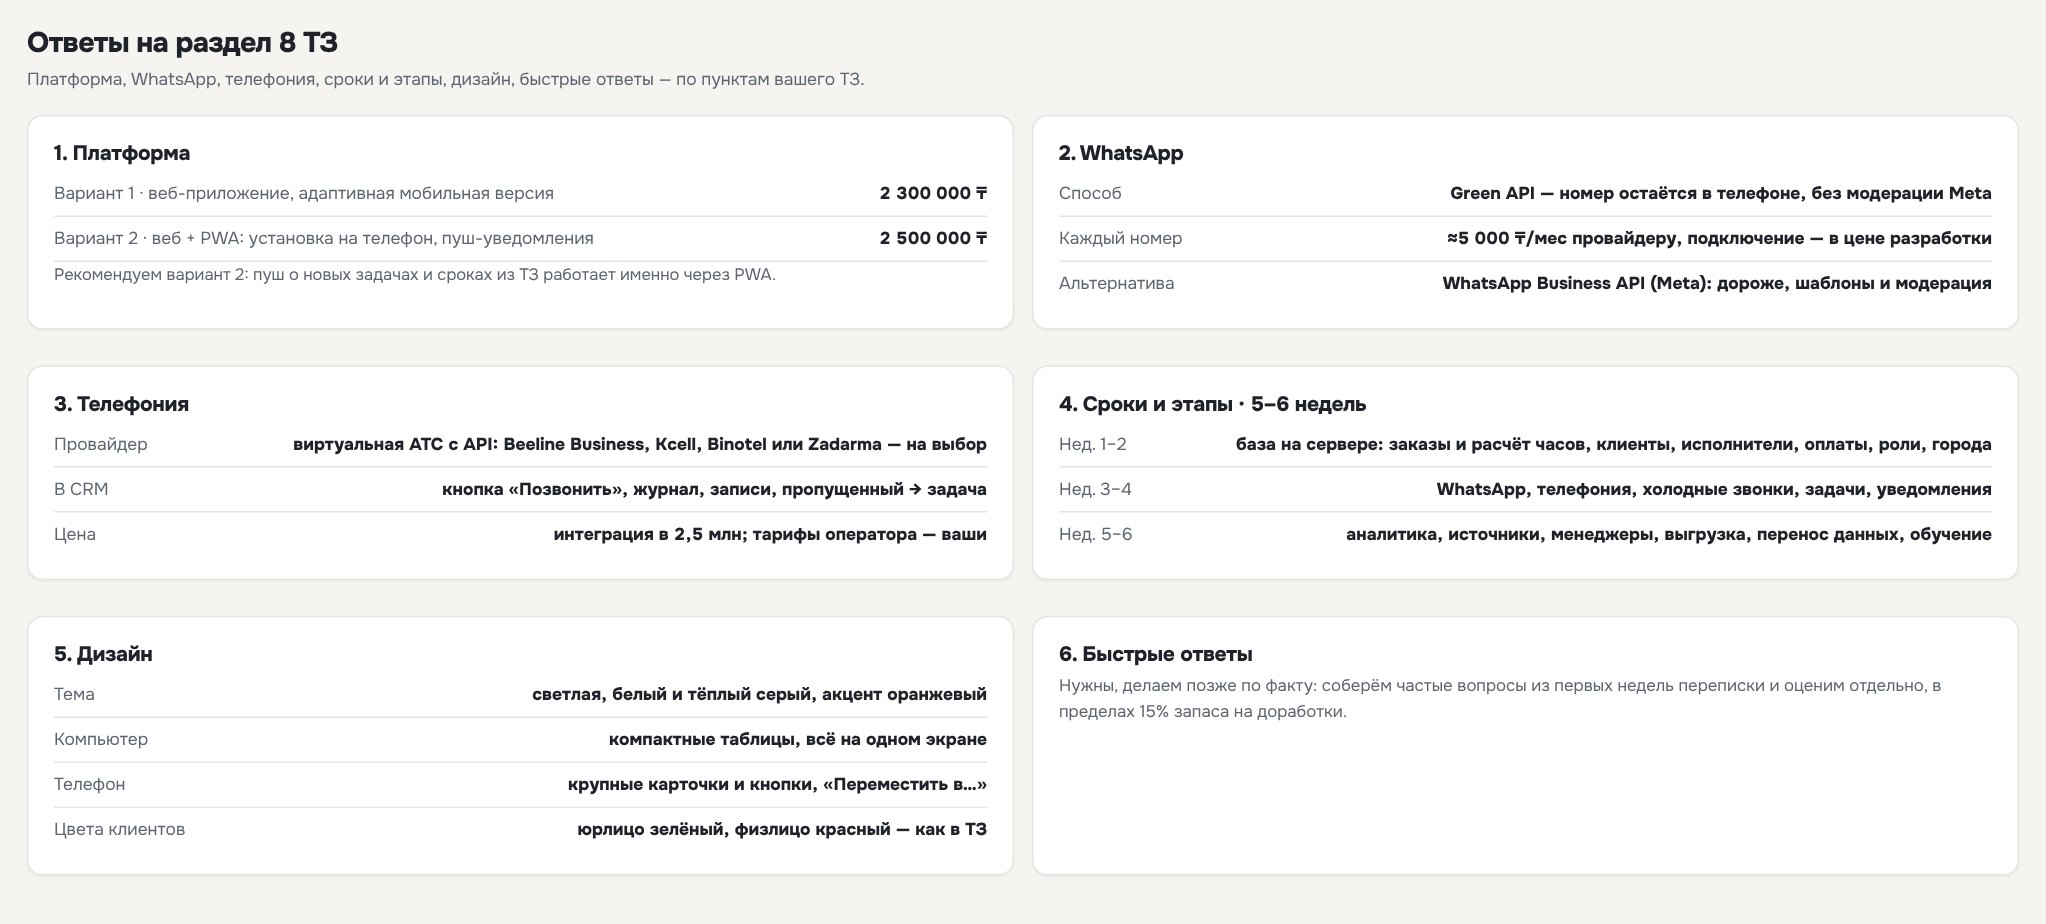 Ответы на раздел 8 ТЗ
Платформа, WhatsApp, телефония, сроки и этапы, дизайн, быстрые ответы — по пунктам вашего ТЗ.
1. Платформа
Вариант 1 · веб-приложение, адаптивная мобильная версия 2 300 000 ₸
Вариант 2 · веб + PWA: установка на телефон, пуш-уведомления 2 500 000 ₸
Рекомендуем вариант 2: пуш о новых задачах и сроках из ТЗ работает именно через PWA.
2. WhatsApp
Способ Green API — номер остаётся в телефоне, без модерации Meta
Каждый номер ≈5 000 ₸/мес провайдеру, подключение — в цене разработки
Альтернатива WhatsApp Business API (Meta): дороже, шаблоны и модерация
3. Телефония
Провайдер виртуальная АТС с API: Beeline Business, Kcell, Binotel или Zadarma — на выбор
В CRM кнопка «Позвонить», журнал, записи, пропущенный → задача
Цена интеграция в 2,5 млн; тарифы оператора — ваши
4. Сроки и этапы · 5–6 недель
Нед. 1–2 база на сервере: заказы и расчёт часов, клиенты, исполнители, оплаты, роли, города
Нед. 3–4 WhatsApp, телефония, холодные звонки, задачи, уведомления
Нед. 5–6 аналитика, источники, менеджеры, выгрузка, перенос данных, обучение
5. Дизайн
Тема светлая, белый и тёплый серый, акцент оранжевый
Компьютер компактные таблицы, всё на одном экране
Телефон крупные карточки и кнопки, «Переместить в…»
Цвета клиентов юрлицо зелёный, физлицо красный — как в ТЗ
6. Быстрые ответы
Нужны, делаем позже по факту: соберём частые вопросы из первых недель переписки и оценим отдельно, в
пределах 15% запаса на доработки.